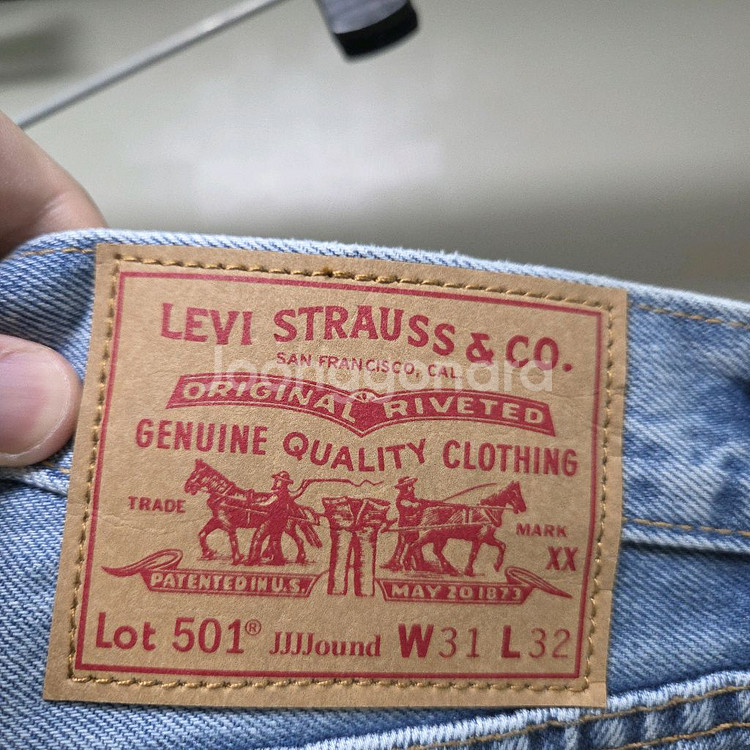 LEVI STRAUSS & CO.
SAN FRANCISCO, CAL.
joonggonara
ORIGINAL RIVETED
GENUINE QUALITY CLOTHING
TRADE MARK
XX
PATENTED IN U.S. MAY 20 1873
Lot 501® JJJJound W31 L32